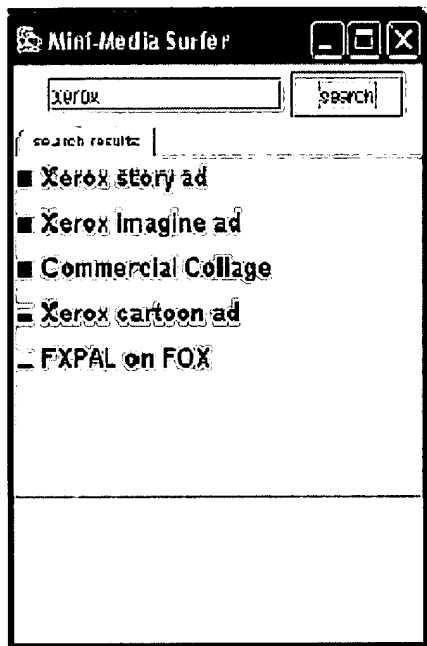 Mini-Media Surfer
xerox search
search results
Xerox story ad
Xerox Imagine ad
Commercial Collage
Xerox cartoon ad
FXPAL on FOX